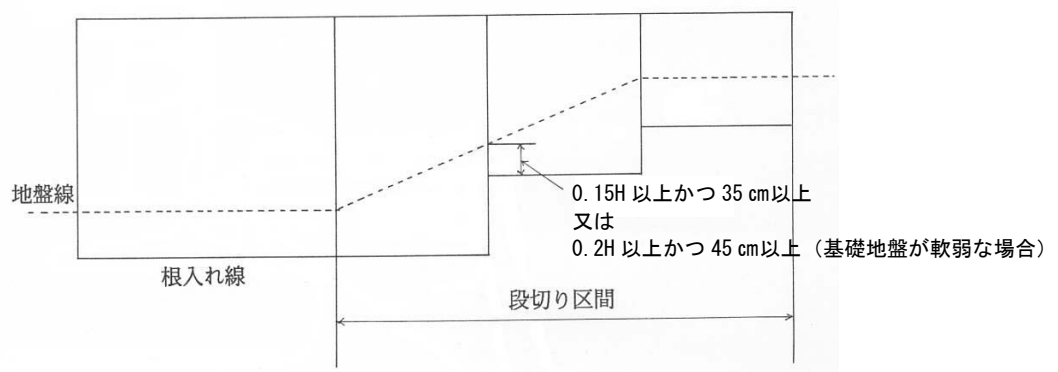 地盤線
0.15H 以上かつ 35 cm以上
又は
0.2H 以上かつ 45 cm以上（基礎地盤が軟弱な場合）
根入れ線
段切り区間